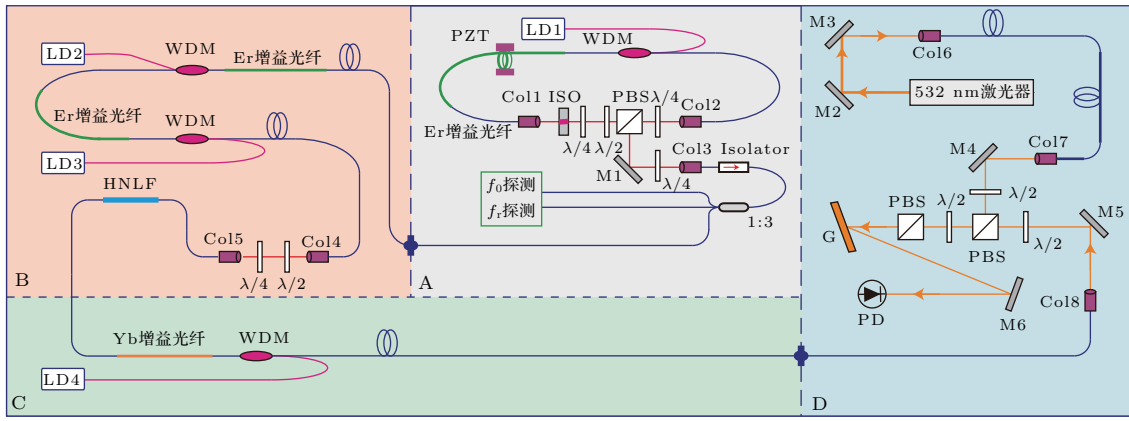 LD2
WDM
Er增益光纤
Er增益光纤
WDM
LD3
HNLF
Col5
Col4
λ/4
λ/2
B
PZT
LD1
WDM
Col1
ISO
PBS
λ/4
Col2
Er增益光纤
λ/4
λ/2
Col3
Isolator
M1
λ/4
f₀探测
fᵣ探测
1:3
A
Yb增益光纤
WDM
LD4
C
M3
Col6
M2
532 nm激光器
Col7
M4
λ/2
PBS
λ/2
M5
G
λ/2
PBS
Col8
PD
M6
D